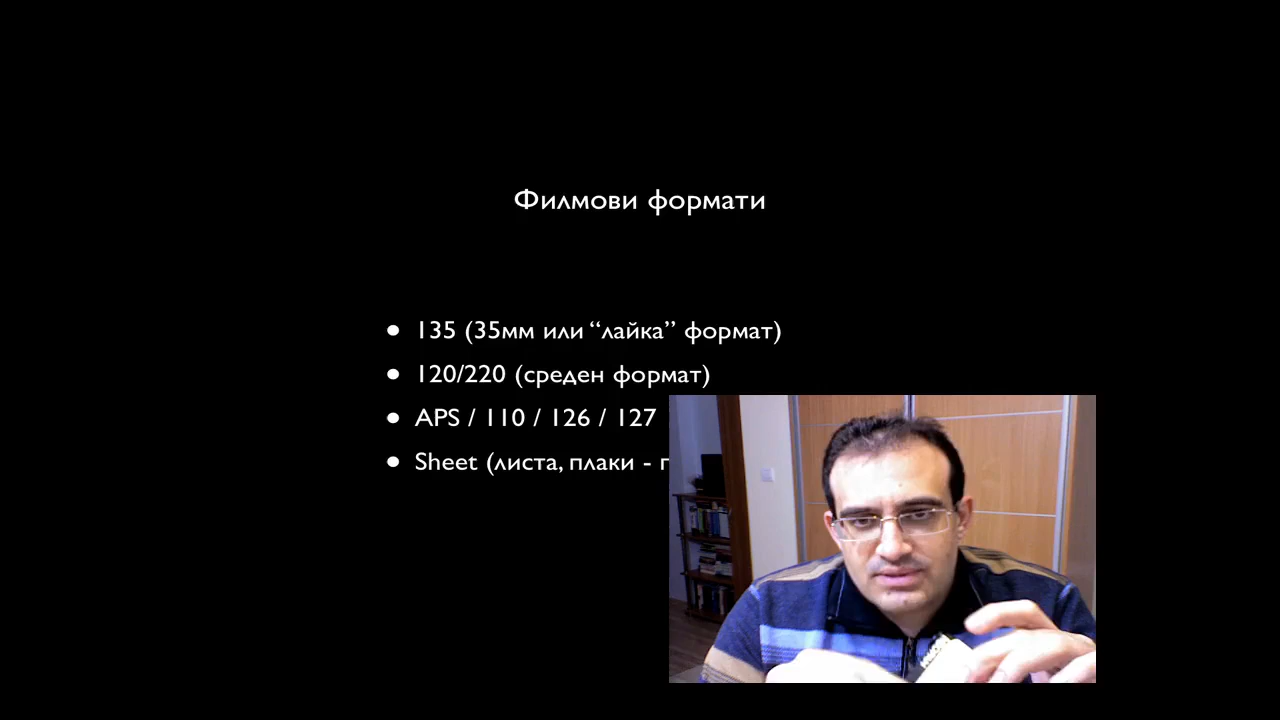 Филмови формати
• 135 (35мм или “лайка” формат)
• 120/220 (среден формат)
• APS / 110 / 126 / 127
• Sheet (листа, плаки -